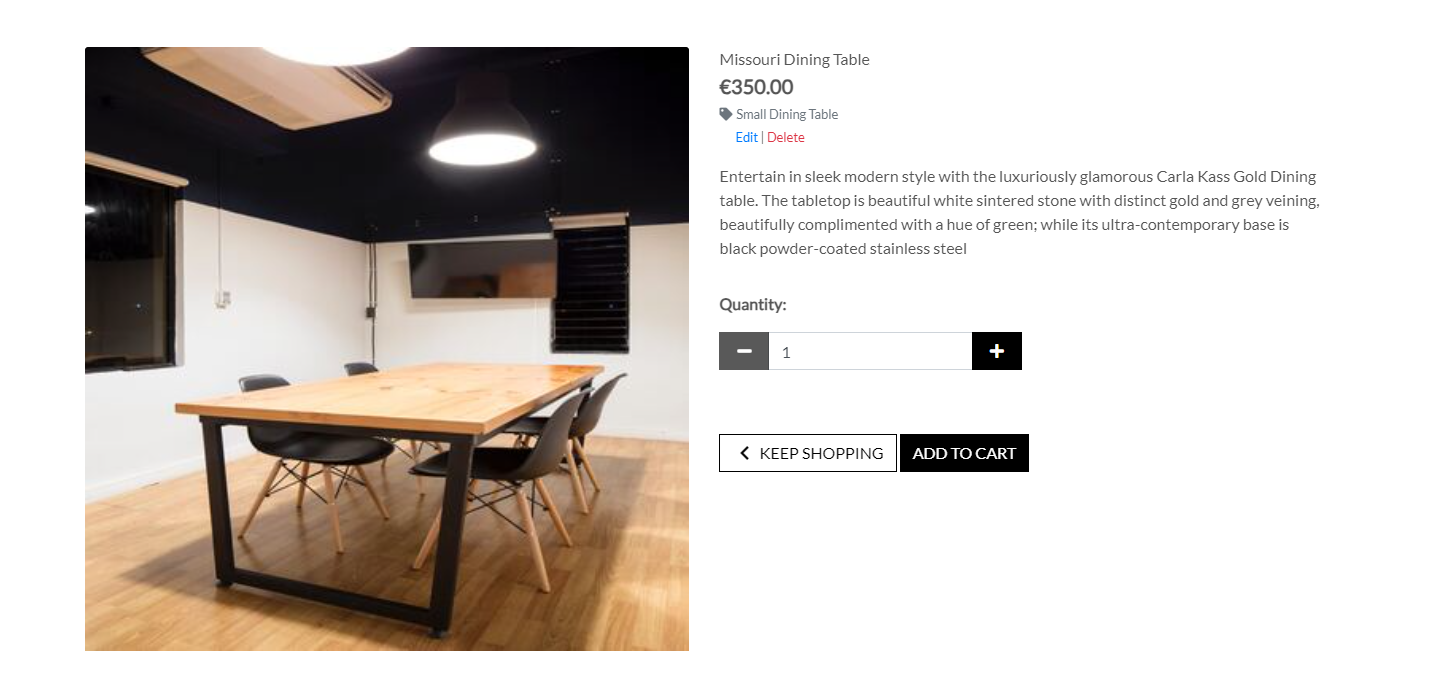 Missouri Dining Table
€350.00
Small Dining Table
Edit | Delete
Entertain in sleek modern style with the luxuriously glamorous Carla Kass Gold Dining
table. The tabletop is beautiful white sintered stone with distinct gold and grey veining,
beautifully complimented with a hue of green; while its ultra-contemporary base is
black powder-coated stainless steel
Quantity:
1
KEEP SHOPPING ADD TO CART